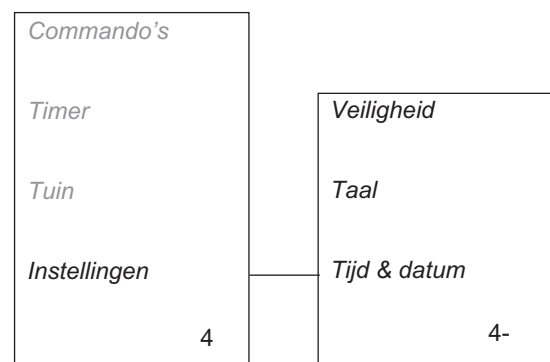 Commando's
Timer
Tuin
Instellingen
4
Veiligheid
Taal
Tijd & datum
4-